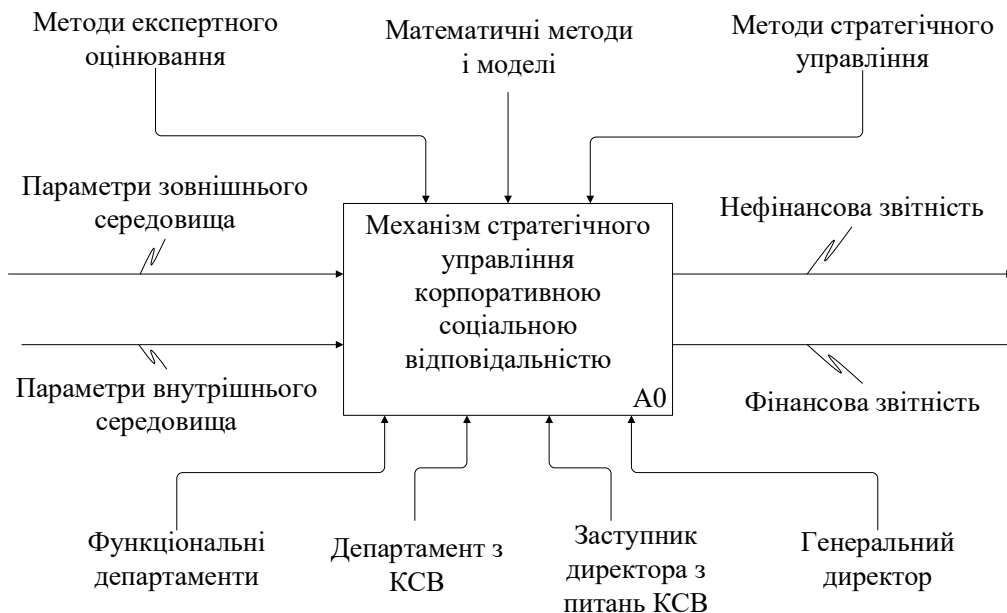 Методи експертного
оцінювання
Математичні методи
і моделі
Методи стратегічного
управління
Параметри зовнішнього
середовища
Параметри внутрішнього
середовища
Механізм стратегічного
управління
корпоративною
соціальною
відповідальністю
A0
Нефінансова звітність
Фінансова звітність
Функціональні
департаменти
Департамент з
КСВ
Заступник
директора з
питань КСВ
Генеральний
директор